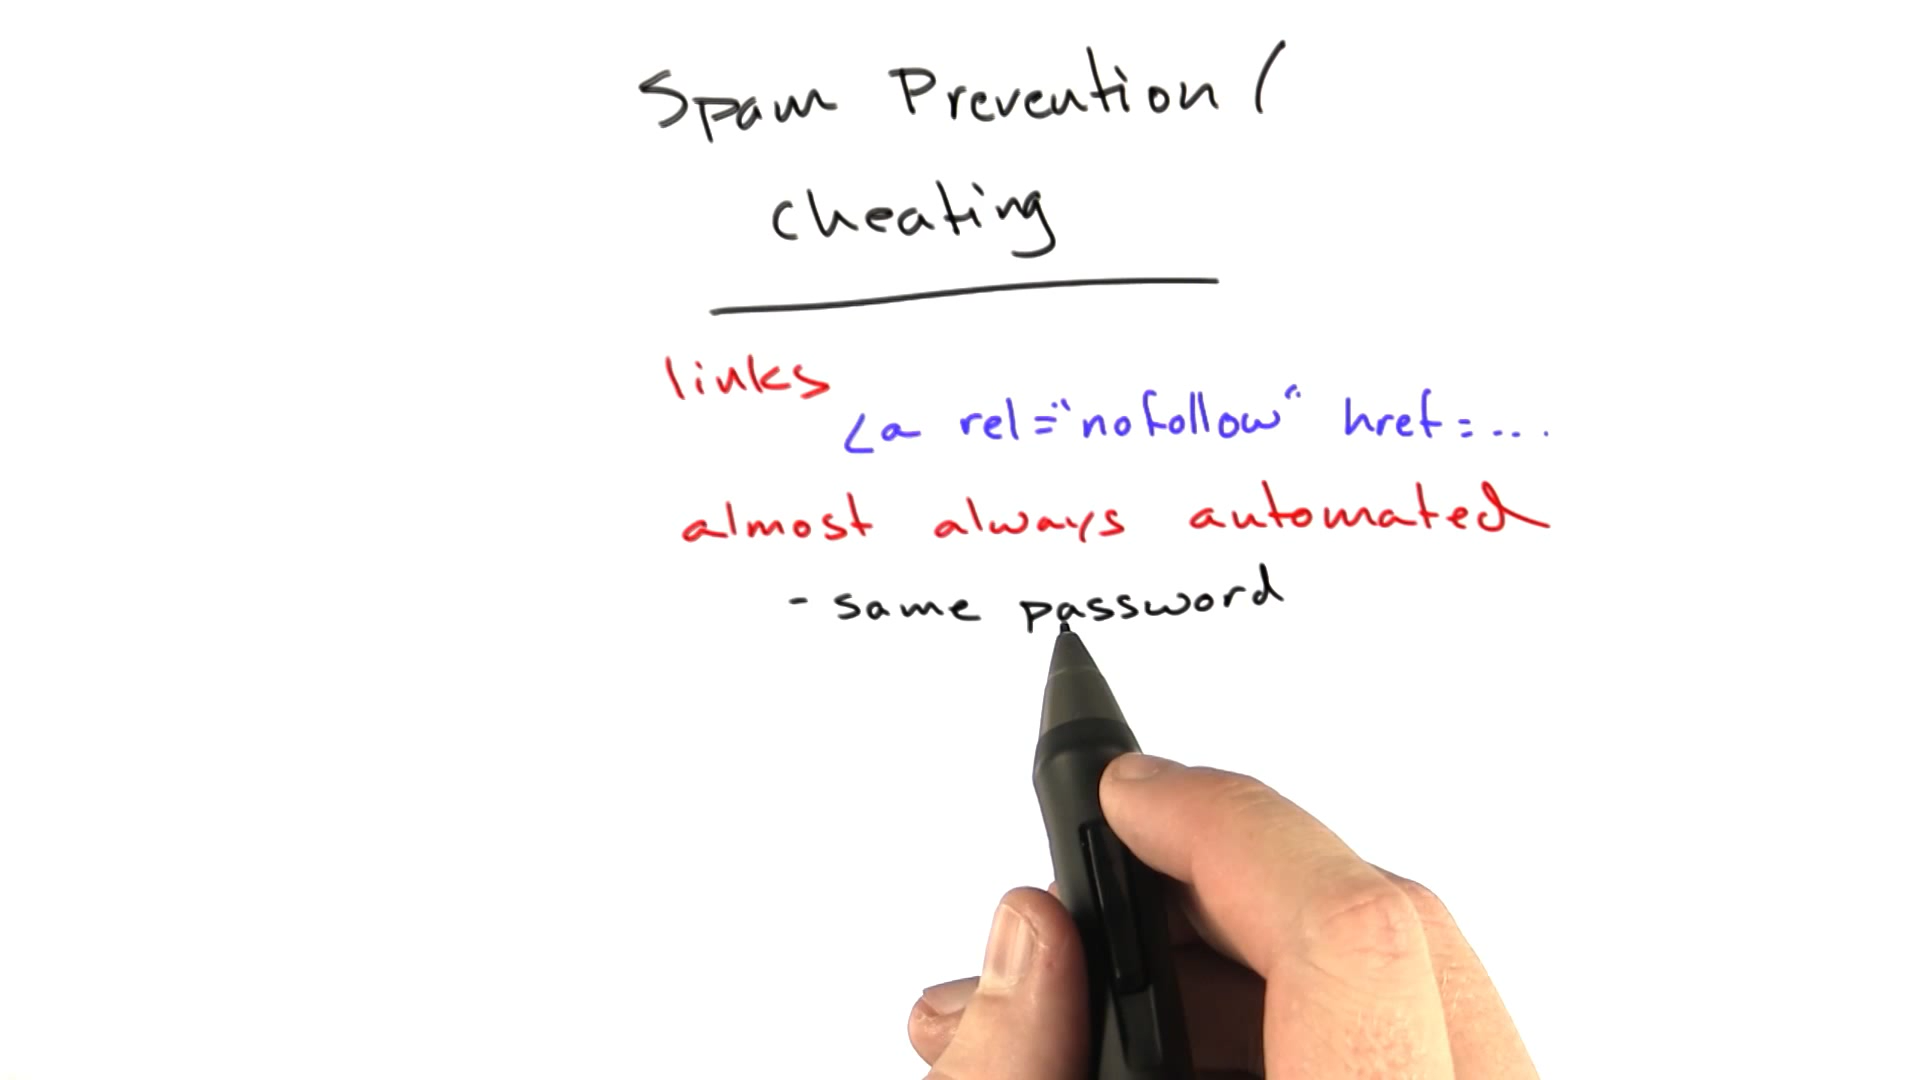 Spam Prevention /
cheating
links
<a rel="nofollow" href=...
almost always automated
- same password